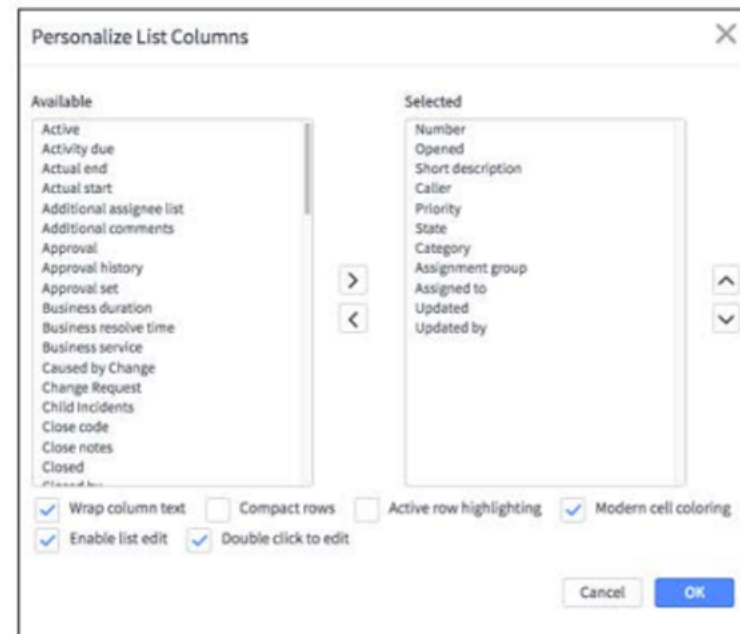 Personalize List Columns
Available
Active
Activity due
Actual end
Actual start
Additional assignee list
Additional comments
Approval
Approval history
Approval set
Business duration
Business resolve time
Business service
Caused by Change
Change Request
Child Incidents
Close code
Close notes
Closed
Closed by
Selected
Number
Opened
Short description
Caller
Priority
State
Category
Assignment group
Assigned to
Updated
Updated by
Wrap column text Compact rows Active row highlighting Modern cell coloring
Enable list edit Double click to edit
Cancel OK